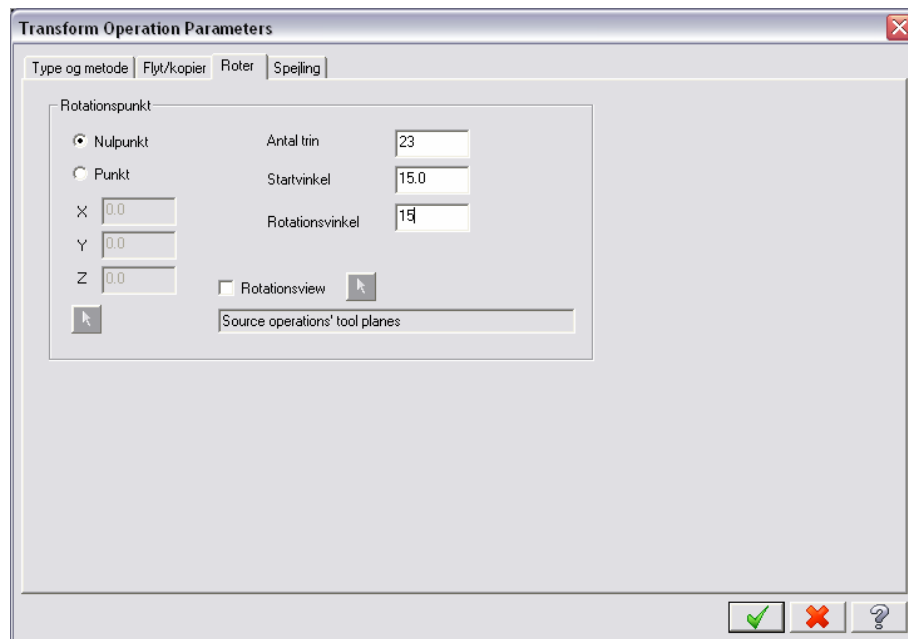 Transform Operation Parameters
Type og metode Flyt/kopier Roter Spejling
Rotationspunkt
Nulpunkt
Punkt
X 0.0
Y 0.0
Z 0.0
Antal trin 23
Startvinkel 15.0
Rotationsvinkel 15
Rotationsview
Source operations' tool planes